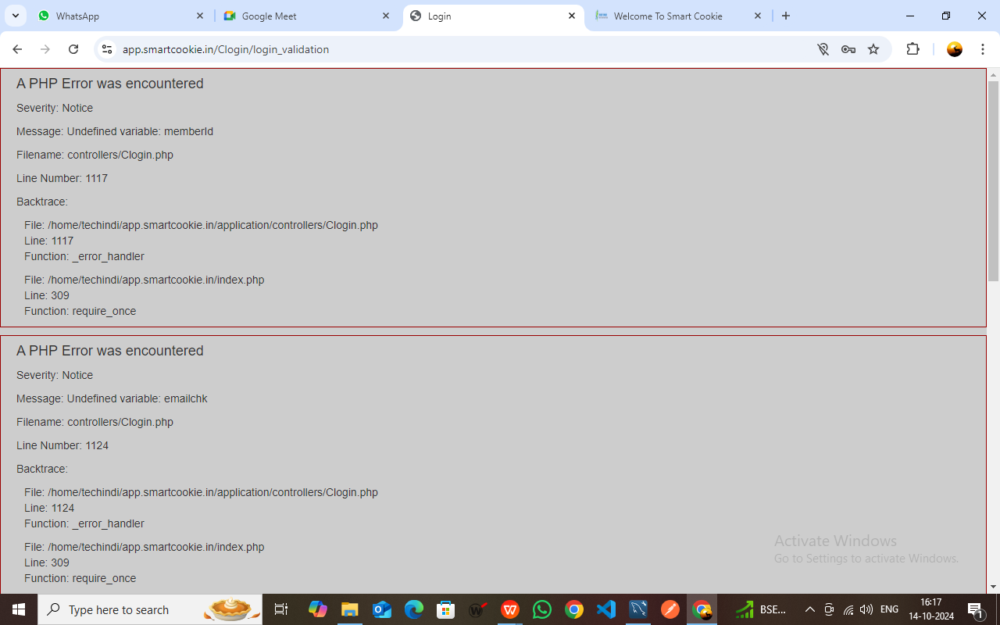 WhatsApp
Google Meet
Login
Welcome To Smart Cookie
app.smartcookie.in/Clogin/login_validation
A PHP Error was encountered
Severity: Notice
Message: Undefined variable: memberId
Filename: controllers/Clogin.php
Line Number: 1117
Backtrace:
File: /home/techindi/app.smartcookie.in/application/controllers/Clogin.php
Line: 1117
Function: _error_handler
File: /home/techindi/app.smartcookie.in/index.php
Line: 309
Function: require_once
A PHP Error was encountered
Severity: Notice
Message: Undefined variable: emailchk
Filename: controllers/Clogin.php
Line Number: 1124
Backtrace:
File: /home/techindi/app.smartcookie.in/application/controllers/Clogin.php
Line: 1124
Function: _error_handler
File: /home/techindi/app.smartcookie.in/index.php
Line: 309
Function: require_once
Activate Windows
Go to Settings to activate Windows.
Type here to search
BSE...
ENG
16:17
14-10-2024
1